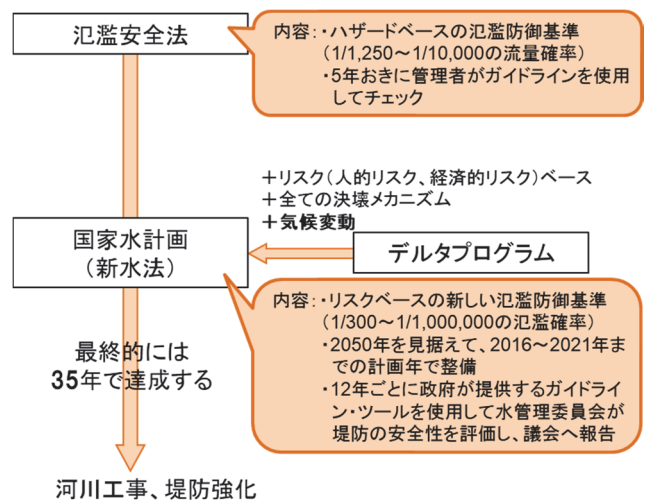 氾濫安全法
内容:・ハザードベースの氾濫防御基準
(1/1,250~1/10,000の流量確率)
・5年おきに管理者がガイドラインを使用
してチェック
+リスク(人的リスク、経済的リスク)ベース
+全ての決壊メカニズム
+気候変動
国家水計画
(新水法)
デルタプログラム
内容:・リスクベースの新しい氾濫防御基準
(1/300~1/1,000,000の氾濫確率)
・2050年を見据えて、2016~2021年ま
での計画年で整備
・12年ごとに政府が提供するガイドライ
ン・ツールを使用して水管理委員会が
堤防の安全性を評価し、議会へ報告
最終的には
35年で達成する
河川工事、堤防強化